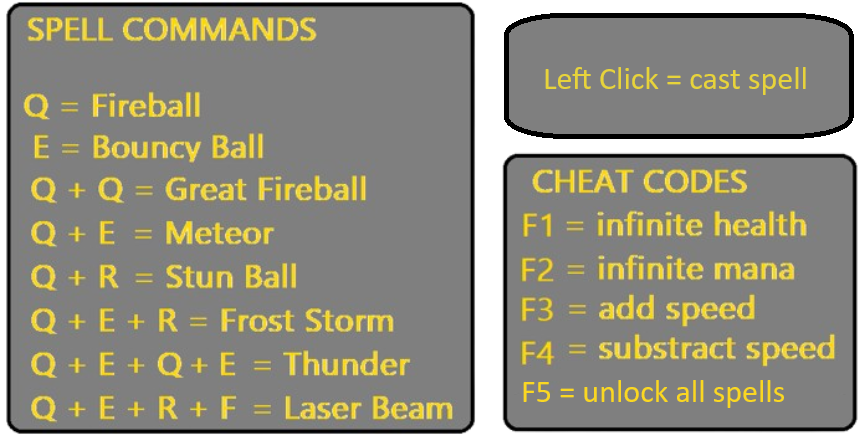 SPELL COMMANDS
Q = Fireball
E = Bouncy Ball
Q + Q = Great Fireball
Q + E = Meteor
Q + R = Stun Ball
Q + E + R = Frost Storm
Q + E + Q + E = Thunder
Q + E + R + F = Laser Beam
Left Click = cast spell
CHEAT CODES
F1 = infinite health
F2 = infinite mana
F3 = add speed
F4 = substract speed
F5 = unlock all spells